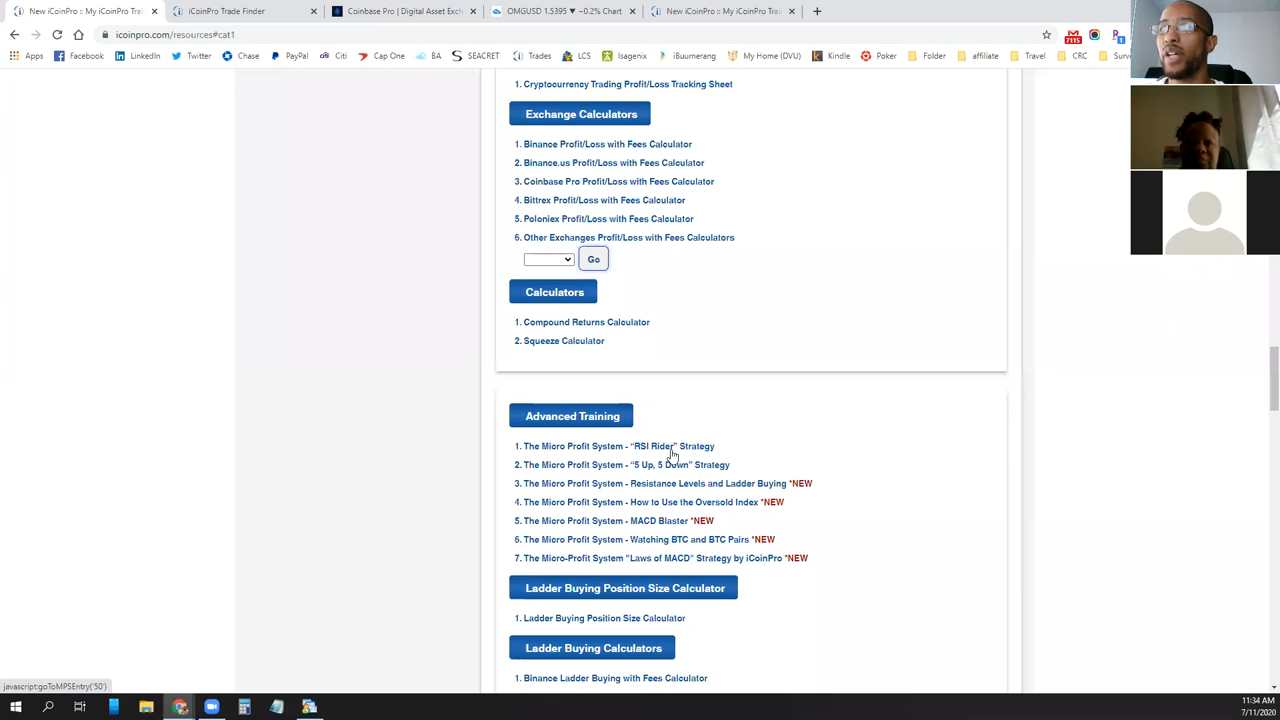 New iCoinPro :: My iCoinPro Tra
iCoinPro Trade Finder
Coinbase Pro | Digital Asset Exch
OMGUSD 1.5395 ▼ −0.2% Chart
New iCoinPro :: My iCoinPro Tra
icoinpro.com/resources#cat1
Apps
Facebook
LinkedIn
Twitter
Chase
PayPal
Citi
CR One
BA
SEACRET
Trades
LCS
Isagenix
iBuumerang
My Home (DVU)
Kindle
Poker
Folder
affiliate
Travel
CRC
Surv
7115
1. Cryptocurrency Trading Profit/Loss Tracking Sheet
Exchange Calculators
1. Binance Profit/Loss with Fees Calculator
2. Binance.us Profit/Loss with Fees Calculator
3. Coinbase Pro Profit/Loss with Fees Calculator
4. Bittrex Profit/Loss with Fees Calculator
5. Poloniex Profit/Loss with Fees Calculator
6. Other Exchanges Profit/Loss with Fees Calculators
Go
Calculators
1. Compound Returns Calculator
2. Squeeze Calculator
Advanced Training
1. The Micro Profit System - “RSI Rider” Strategy
2. The Micro Profit System - “5 Up, 5 Down” Strategy
3. The Micro Profit System - Resistance Levels and Ladder Buying *NEW
4. The Micro Profit System - How to Use the Oversold Index *NEW
5. The Micro Profit System - MACD Blaster *NEW
6. The Micro Profit System - Watching BTC and BTC Pairs *NEW
7. The Micro-Profit System "Laws of MACD" Strategy by iCoinPro *NEW
Ladder Buying Position Size Calculator
1. Ladder Buying Position Size Calculator
Ladder Buying Calculators
1. Binance Ladder Buying with Fees Calculator
javascript:goToMPSEntry('50')
11:34 AM
7/11/2020